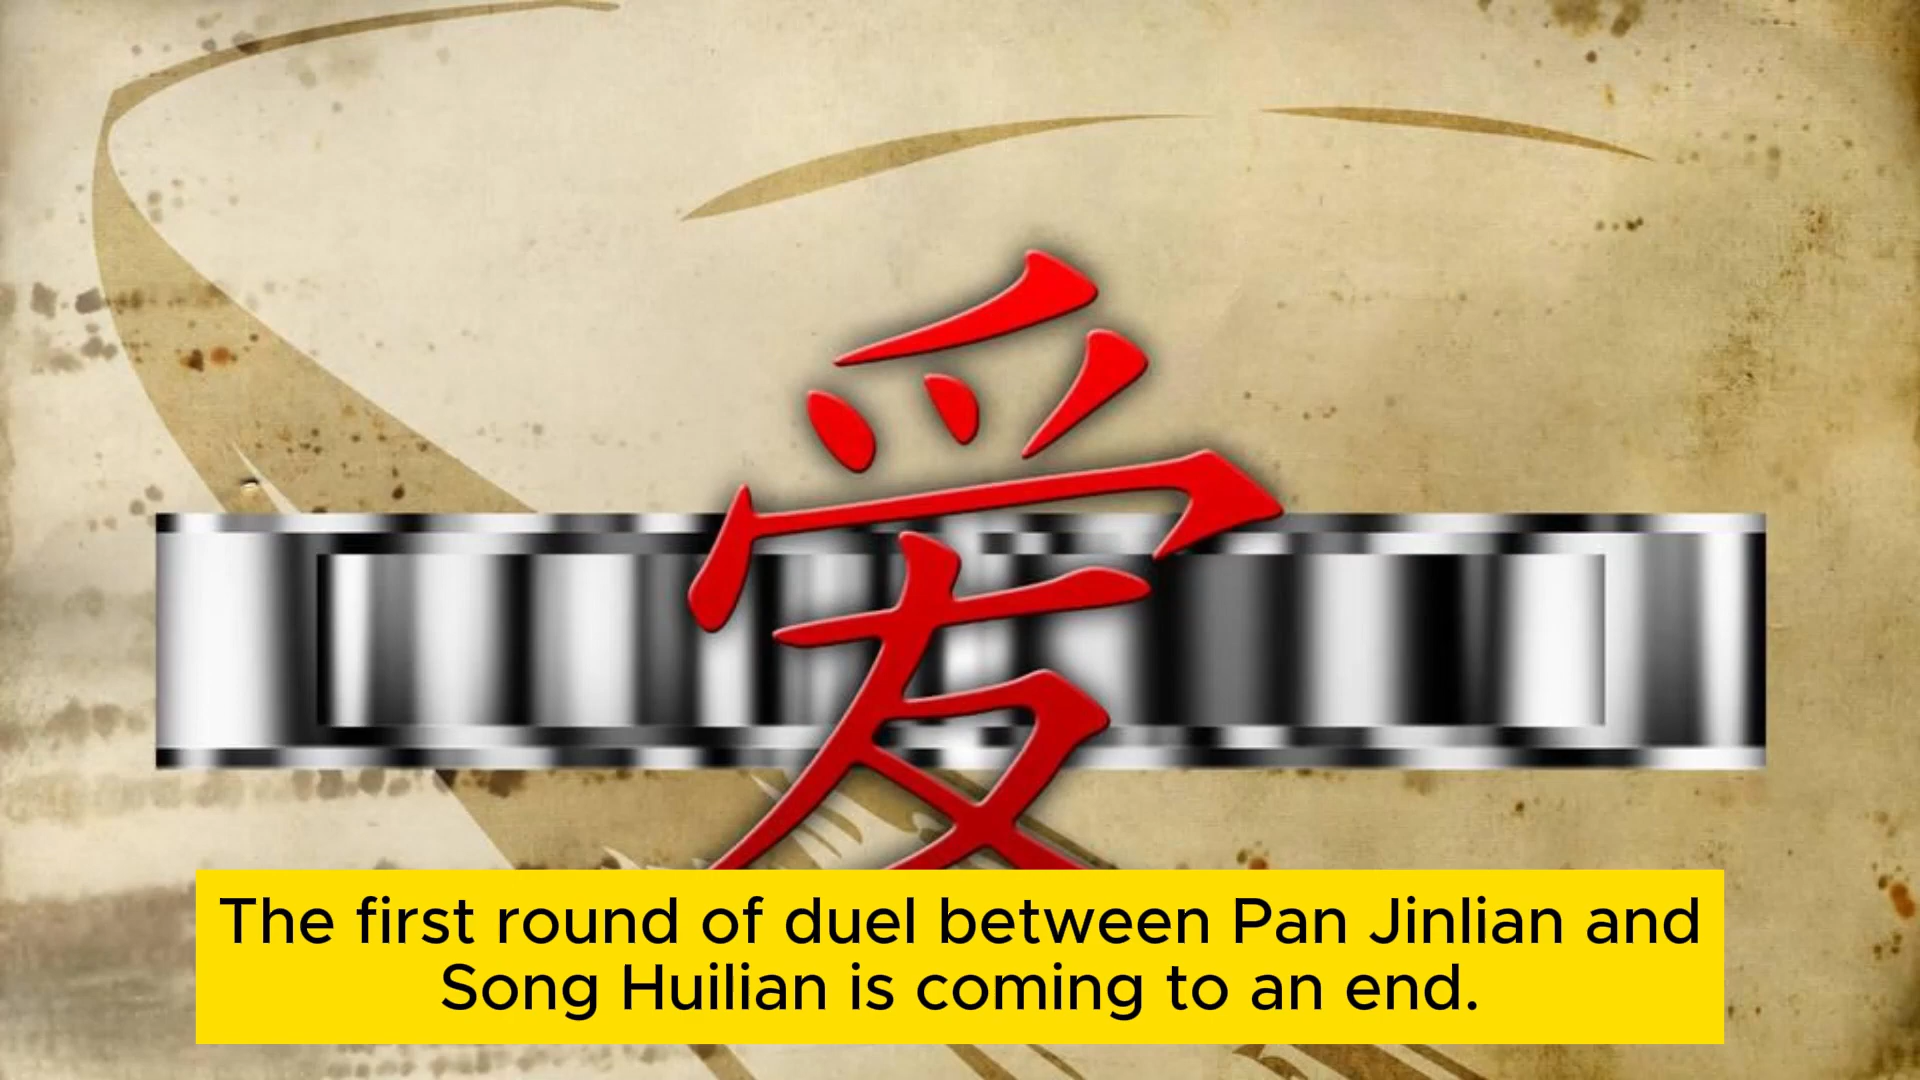 爱
The first round of duel between Pan Jinlian and
Song Huilian is coming to an end.